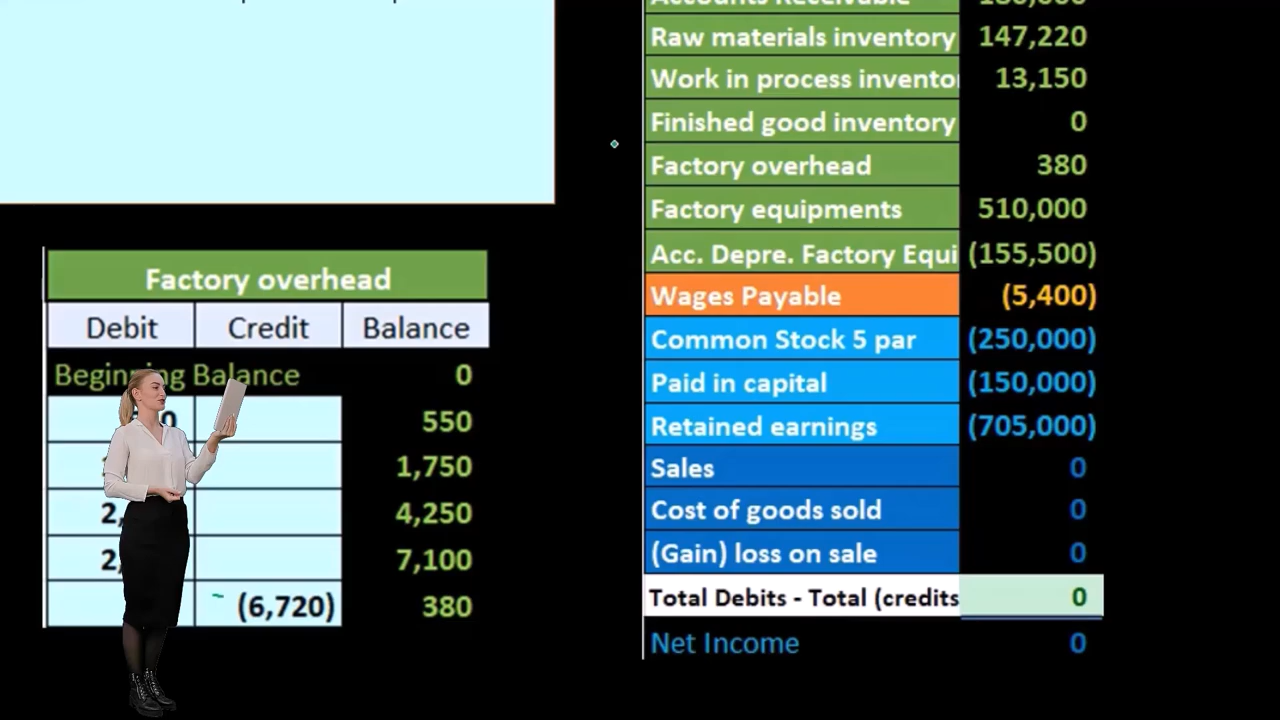 Factory overhead
Debit Credit Balance
Beginning Balance 0
550
1,750
4,250
7,100
(6,720) 380
Raw materials inventory 147,220
Work in process 13,150
Finished good inventory 0
Factory overhead 380
Factory equipments 510,000
Acc. Depre. Factory Equi (155,500)
Wages Payable (5,400)
Common Stock 5 par (250,000)
Paid in capital (150,000)
Retained earnings (705,000)
Sales 0
Cost of goods sold 0
(Gain) loss on sale 0
Total Debits - Total (credits 0
Net Income 0